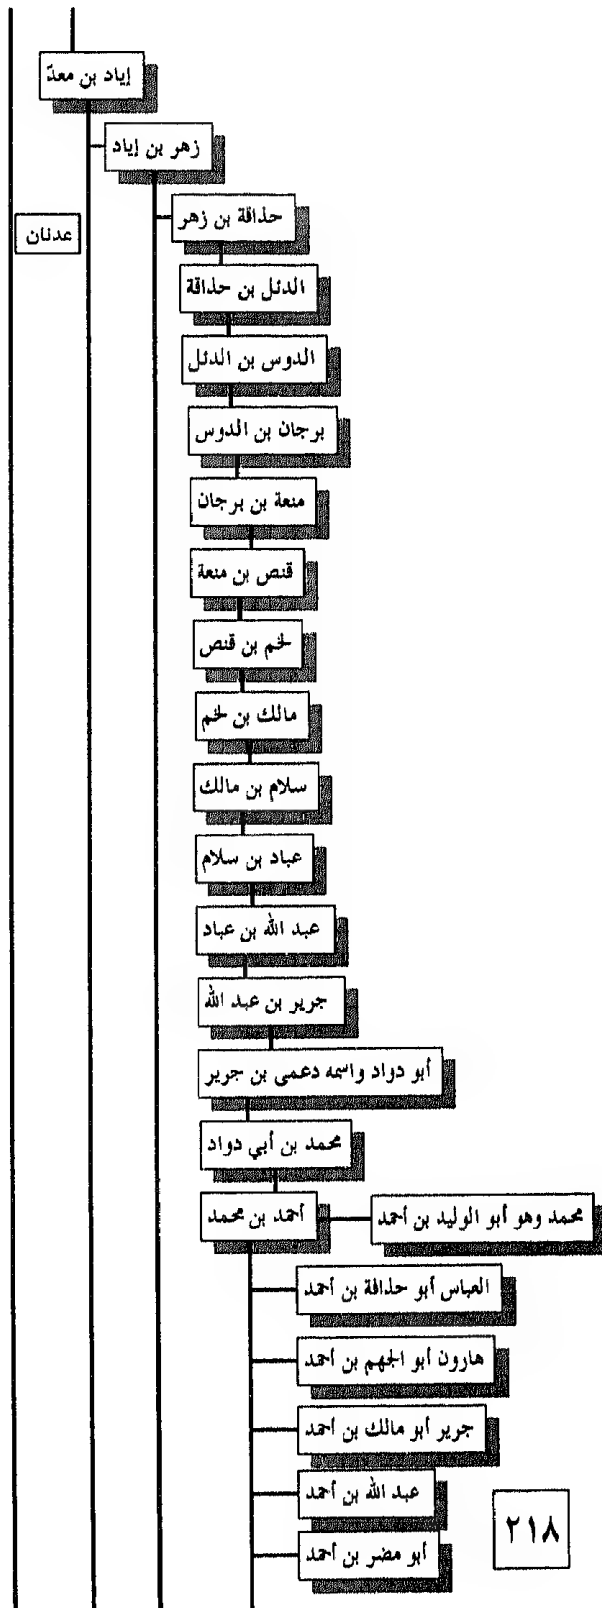 إياد بن معدّ
زهر بن إياد
حذاقة بن زهر
عدنان
الدئل بن حذاقة
الدوس بن الدئل
برجان بن الدوس
منعة بن برجان
قنص بن منعة
لخم بن قنص
مالك بن لخم
سلام بن مالك
عباد بن سلام
عبد الله بن عباد
جرير بن عبد الله
أبو دواد واسمه دعمى بن جرير
محمد بن أبي دواد
أحمد بن محمد
محمد وهو أبو الوليد بن أحمد
العباس أبو حذافة بن أحمد
هارون أبو الجهم بن أحمد
جرير أبو مالك بن أحمد
عبد الله بن أحمد
أبو مضر بن أحمد
٢١٨